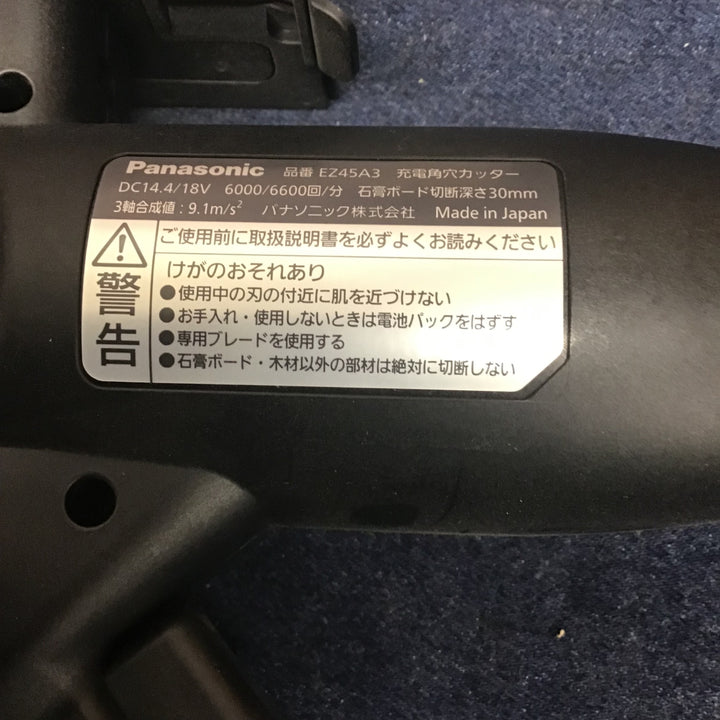 Panasonic 品番 EZ45A3 充電角穴カッター
DC14.4/18V 6000/6600回/分 石膏ボード切断深さ30mm
3軸合成値:9.1m/s² パナソニック株式会社 Made in Japan
警告
ご使用前に取扱説明書を必ずよくお読みください
けがのおそれあり
●使用中の刃の付近に肌を近づけない
●お手入れ・使用しないときは電池パックをはずす
●専用ブレードを使用する
●石膏ボード・木材以外の部材は絶対に切断しない